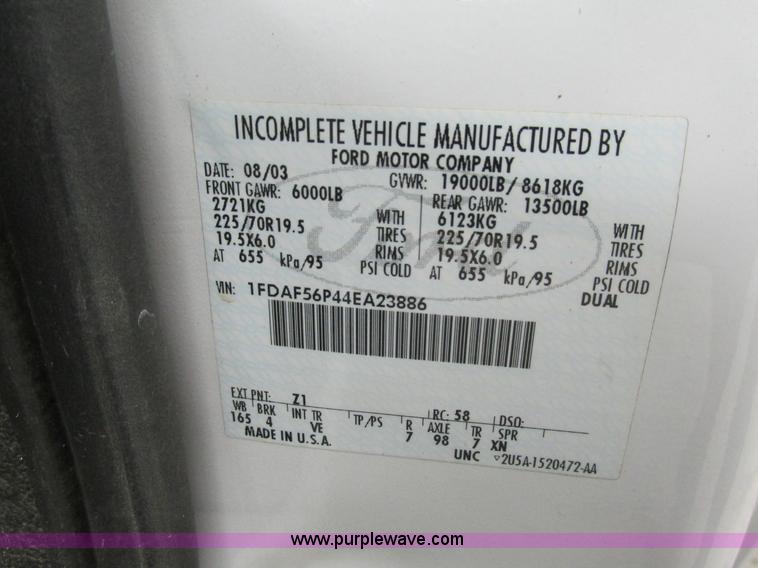 INCOMPLETE VEHICLE MANUFACTURED BY
FORD MOTOR COMPANY
DATE: 08/03 GVWR: 19000LB/ 8618KG
FRONT GAWR: 6000LB REAR GAWR: 13500LB
2721KG WITH 6123KG WITH
225/70R19.5 TIRES 225/70R19.5 TIRES
19.5X6.0 RIMS 19.5X6.0 RIMS
AT 655 kPa/95 PSI COLD AT 655 kPa/95 PSI COLD
DUAL
VIN: 1FDAF56P44EA23886
Ford
EXT PNT: Z1 RC: 58 DSO:
WB BRK INT TR TP/PS R AXLE TR SPR
165 4 VE 7 98 7 XN
MADE IN U.S.A. UNC 2U5A-1520472-AA
www.purplewave.com